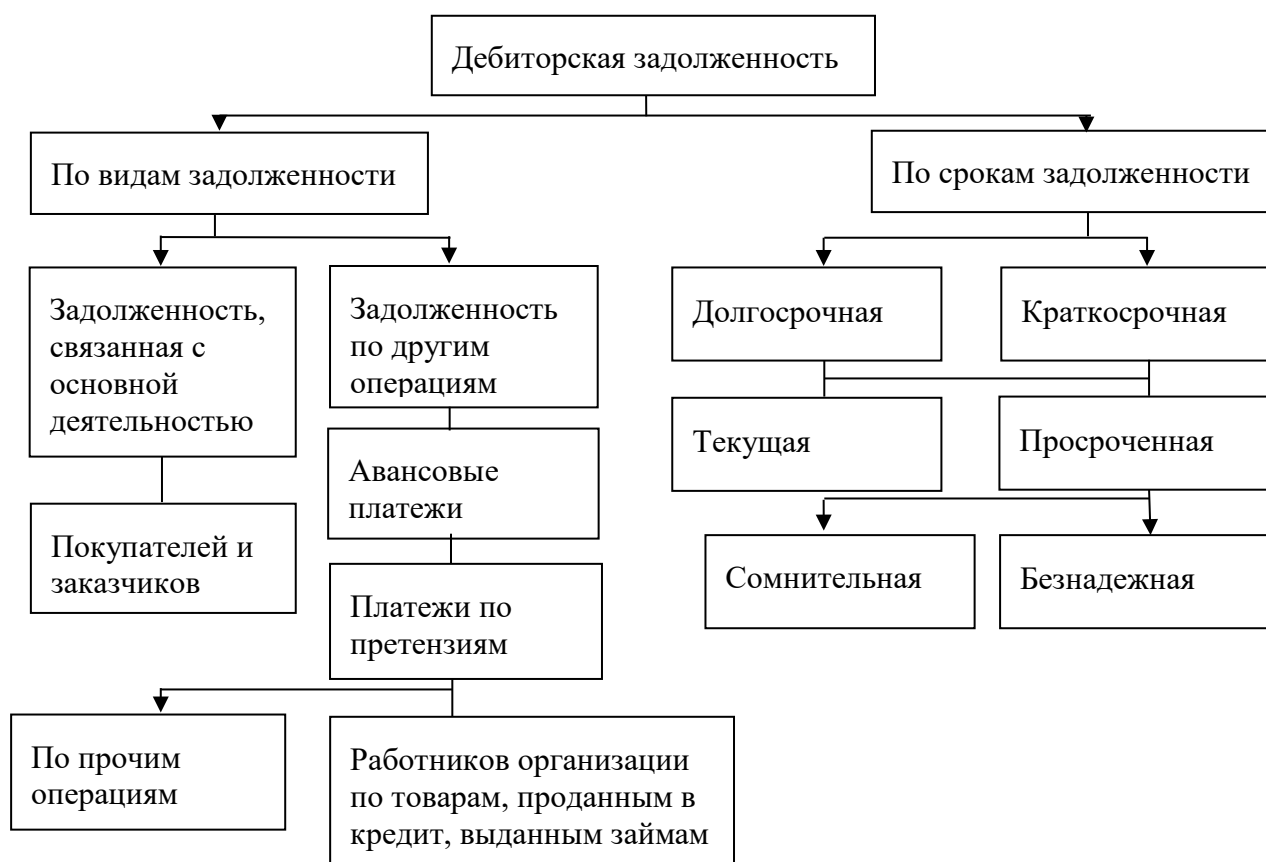 Дебиторская задолженность
По видам задолженности
По срокам задолженности
Задолженность,
связанная с
основной
деятельностью
Задолженность
по другим
операциям
Долгосрочная
Краткосрочная
Текущая
Просроченная
Авансовые
платежи
Покупателей и
заказчиков
Сомнительная
Безнадежная
Платежи по
претензиям
По прочим
операциям
Работников организации
по товарам, проданным в
кредит, выданным займам